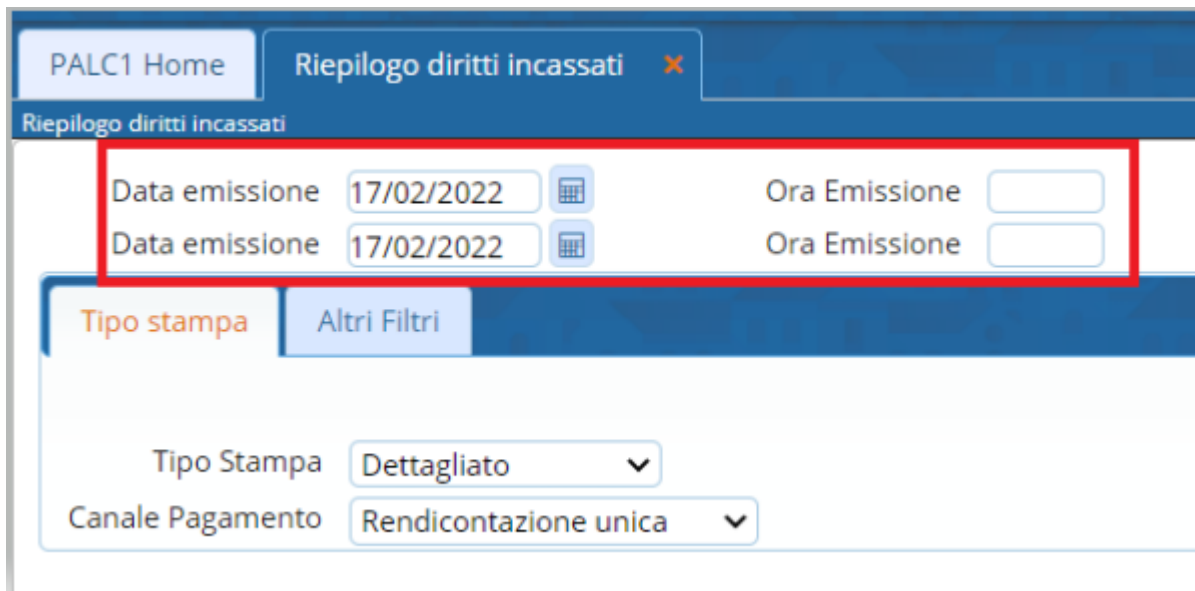 PALC1 Home
Riepilogo diritti incassati
Riepilogo diritti incassati
Data emissione 17/02/2022 Ora Emissione
Data emissione 17/02/2022 Ora Emissione
Tipo stampa Altri Filtri
Tipo Stampa Dettagliato
Canale Pagamento Rendicontazione unica